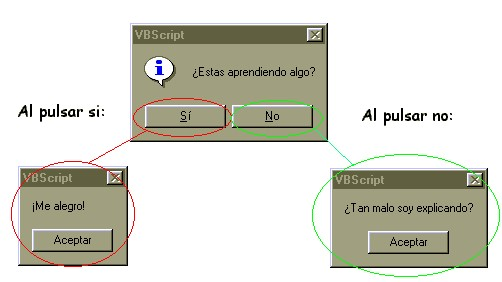 VBScript
¿Estas aprendiendo algo?
Sí
No
Al pulsar si:
Al pulsar no:
VBScript
¡Me alegro!
Aceptar
VBScript
¿Tan malo soy explicando?
Aceptar